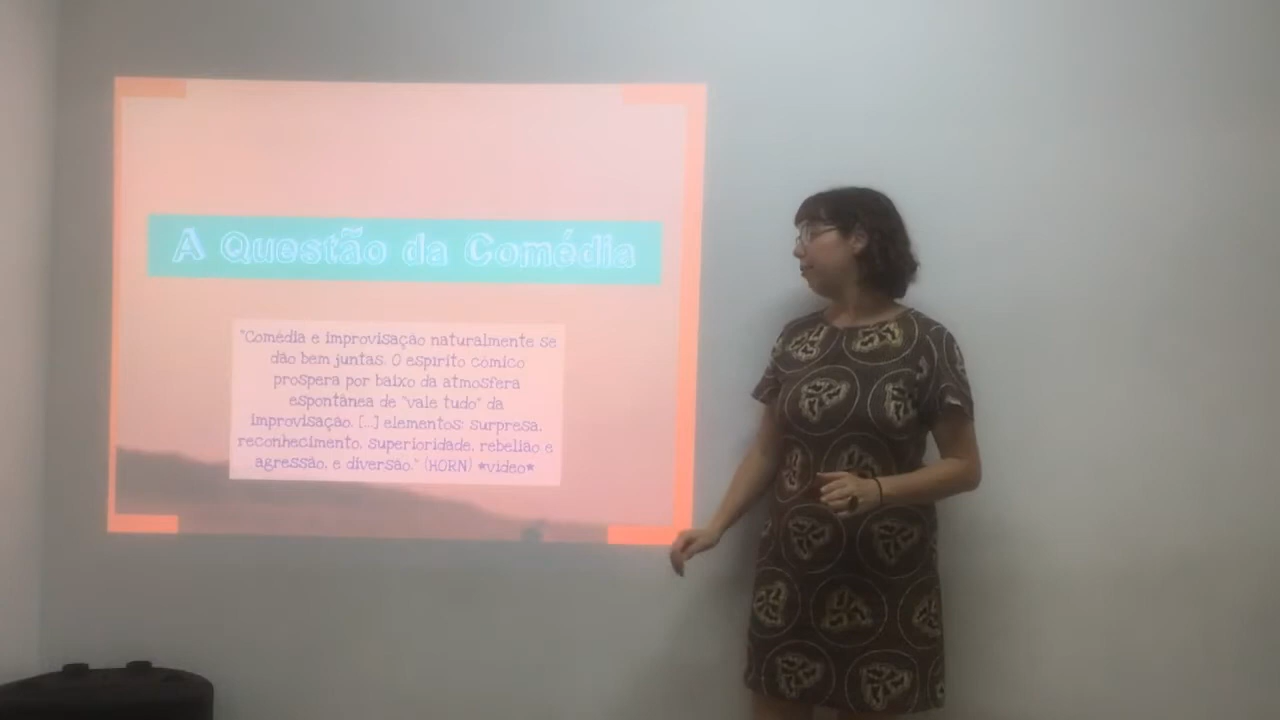 A Questão da Comédia
"Comédia e improvisação naturalmente se
dão bem juntas. O espírito cômico
prospera por baixo da atmosfera
espontânea de "vale tudo" da
improvisação. [...] elementos: surpresa,
reconhecimento, superioridade, rebelião e
agressão, e diversão." (HORN) *vídeo*